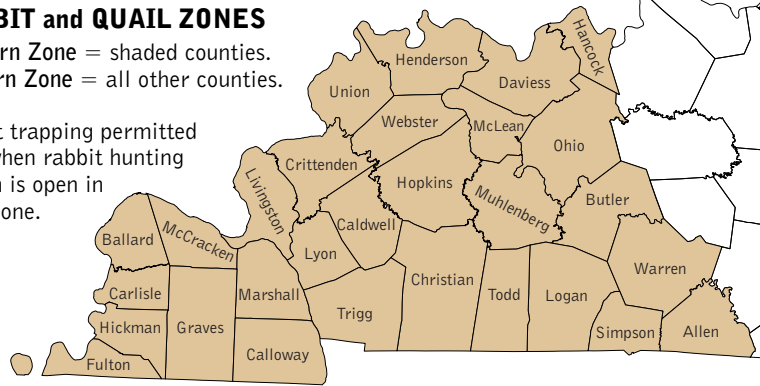 BIT and QUAIL ZONES
rn Zone = shaded counties.
rn Zone = all other counties.
t trapping permitted
when rabbit hunting
n is open in
one.
Hancock
Henderson
Daviess
Union
Webster
McLean
Ohio
Crittenden
Hopkins
Livingston
Muhlenberg
Butler
Caldwell
Ballard
McCracken
Lyon
Warren
Christian
Carlisle
Marshall
Todd
Logan
Trigg
Hickman
Graves
Simpson
Allen
Calloway
Fulton